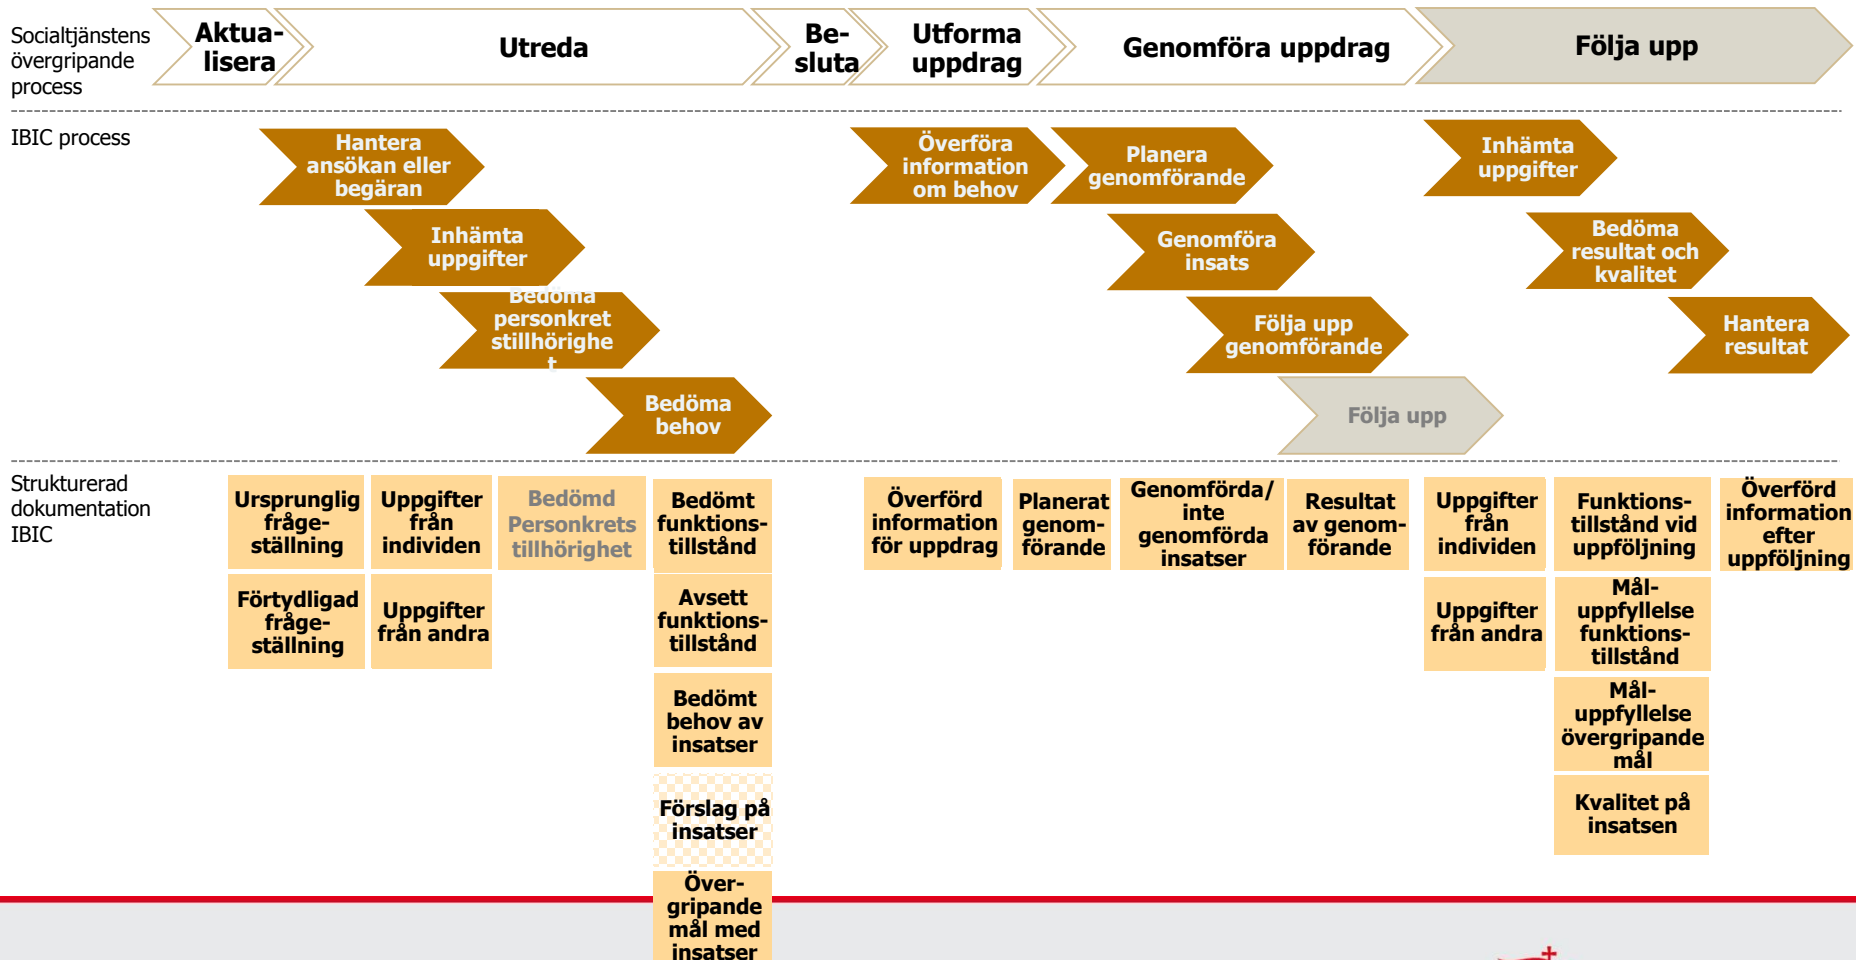 Socialtjänstens
övergripande
process
Aktua-
lisera
Utreda
Be-
sluta
Utforma
uppdrag
Genomföra uppdrag
Följa upp
IBIC process
Hantera
ansökan eller
begäran
Inhämta
uppgifter
Bedöma
personkret
stillhörighe
t
Bedöma
behov
Överföra
information
om behov
Planera
genomförande
Genomföra
insats
Följa upp
genomförande
Följa upp
Inhämta
uppgifter
Bedöma
resultat och
kvalitet
Hantera
resultat
Strukturerad
dokumentation
IBIC
Ursprunglig
fråge-
ställning
Förtydligad
fråge-
ställning
Uppgifter
från
individen
Uppgifter
från andra
Bedömd
Personkrets
tillhörighet
Bedömt
funktions-
tillstånd
Avsett
funktions-
tillstånd
Bedömt
behov av
insatser
Förslag på
insatser
Över-
gripande
mål med
insatser
Överförd
information
för uppdrag
Planerat
genom-
förande
Genomförda/
inte
genomförda
insatser
Resultat
av genom-
förande
Uppgifter
från
individen
Uppgifter
från andra
Funktions-
tillstånd vid
uppföljning
Mål-
uppfyllelse
funktions-
tillstånd
Mål-
uppfyllelse
övergripande
mål
Kvalitet på
insatsen
Överförd
information
efter
uppföljning